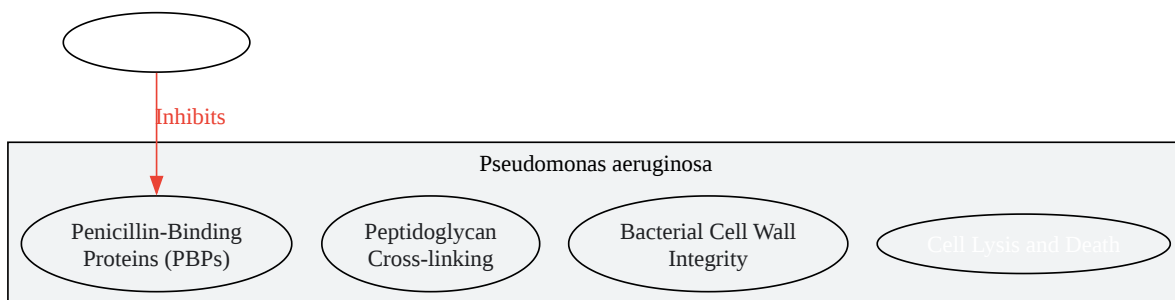 Inhibits
Pseudomonas aeruginosa
Penicillin-Binding
Proteins (PBPs)
Peptidoglycan
Cross-linking
Bacterial Cell Wall
Integrity
Cell Lysis and Death